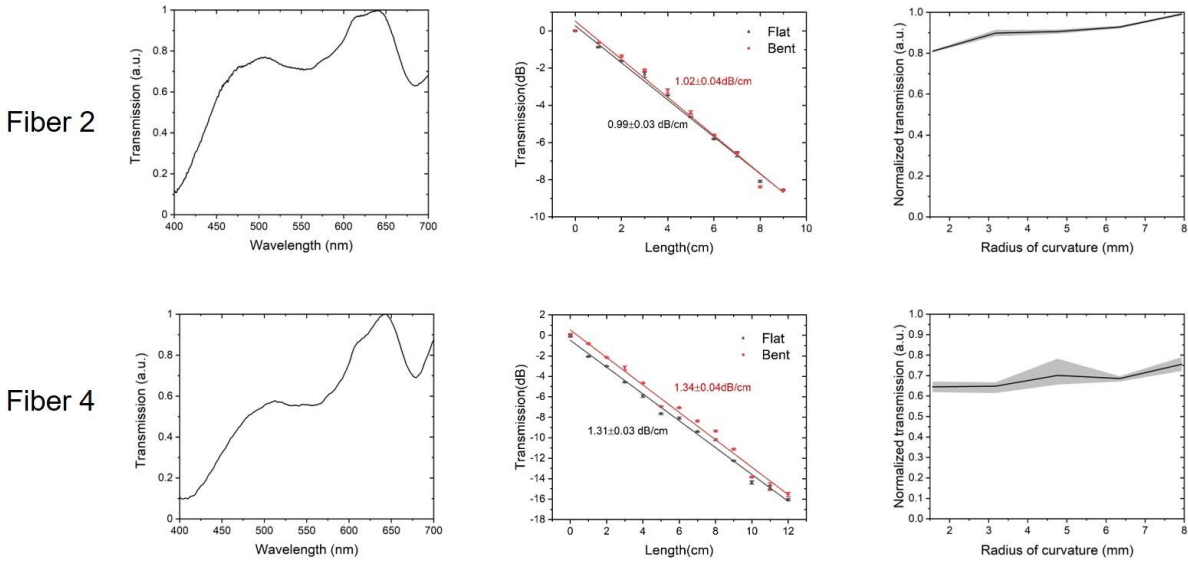 Fiber 2
Transmission (a.u.)
1
0.8
0.6
0.4
0.2
0
400 450 500 550 600 650 700
Wavelength (nm)
Transmission(dB)
0
-2
-4
-6
-8
-10
Flat
Bent
1.02±0.04dB/cm
0.99±0.03 dB/cm
0 2 4 6 8 10
Length(cm)
Normalized transmission (a.u.)
1.0
0.8
0.6
0.4
0.2
0.0
2 3 4 5 6 7 8
Radius of curvature (mm)
Fiber 4
Transmission (a.u.)
1
0.8
0.6
0.4
0.2
0
400 450 500 550 600 650 700
Wavelength (nm)
Transmission(dB)
2
0
-2
-4
-6
-8
-10
-12
-14
-16
-18
Flat
Bent
1.34±0.04dB/cm
1.31±0.03 dB/cm
0 2 4 6 8 10 12
Length(cm)
Normalized transmission (a.u.)
1.0
0.9
0.8
0.7
0.6
0.5
0.4
0.3
0.2
0.1
0.0
2 3 4 5 6 7 8
Radius of curvature (mm)